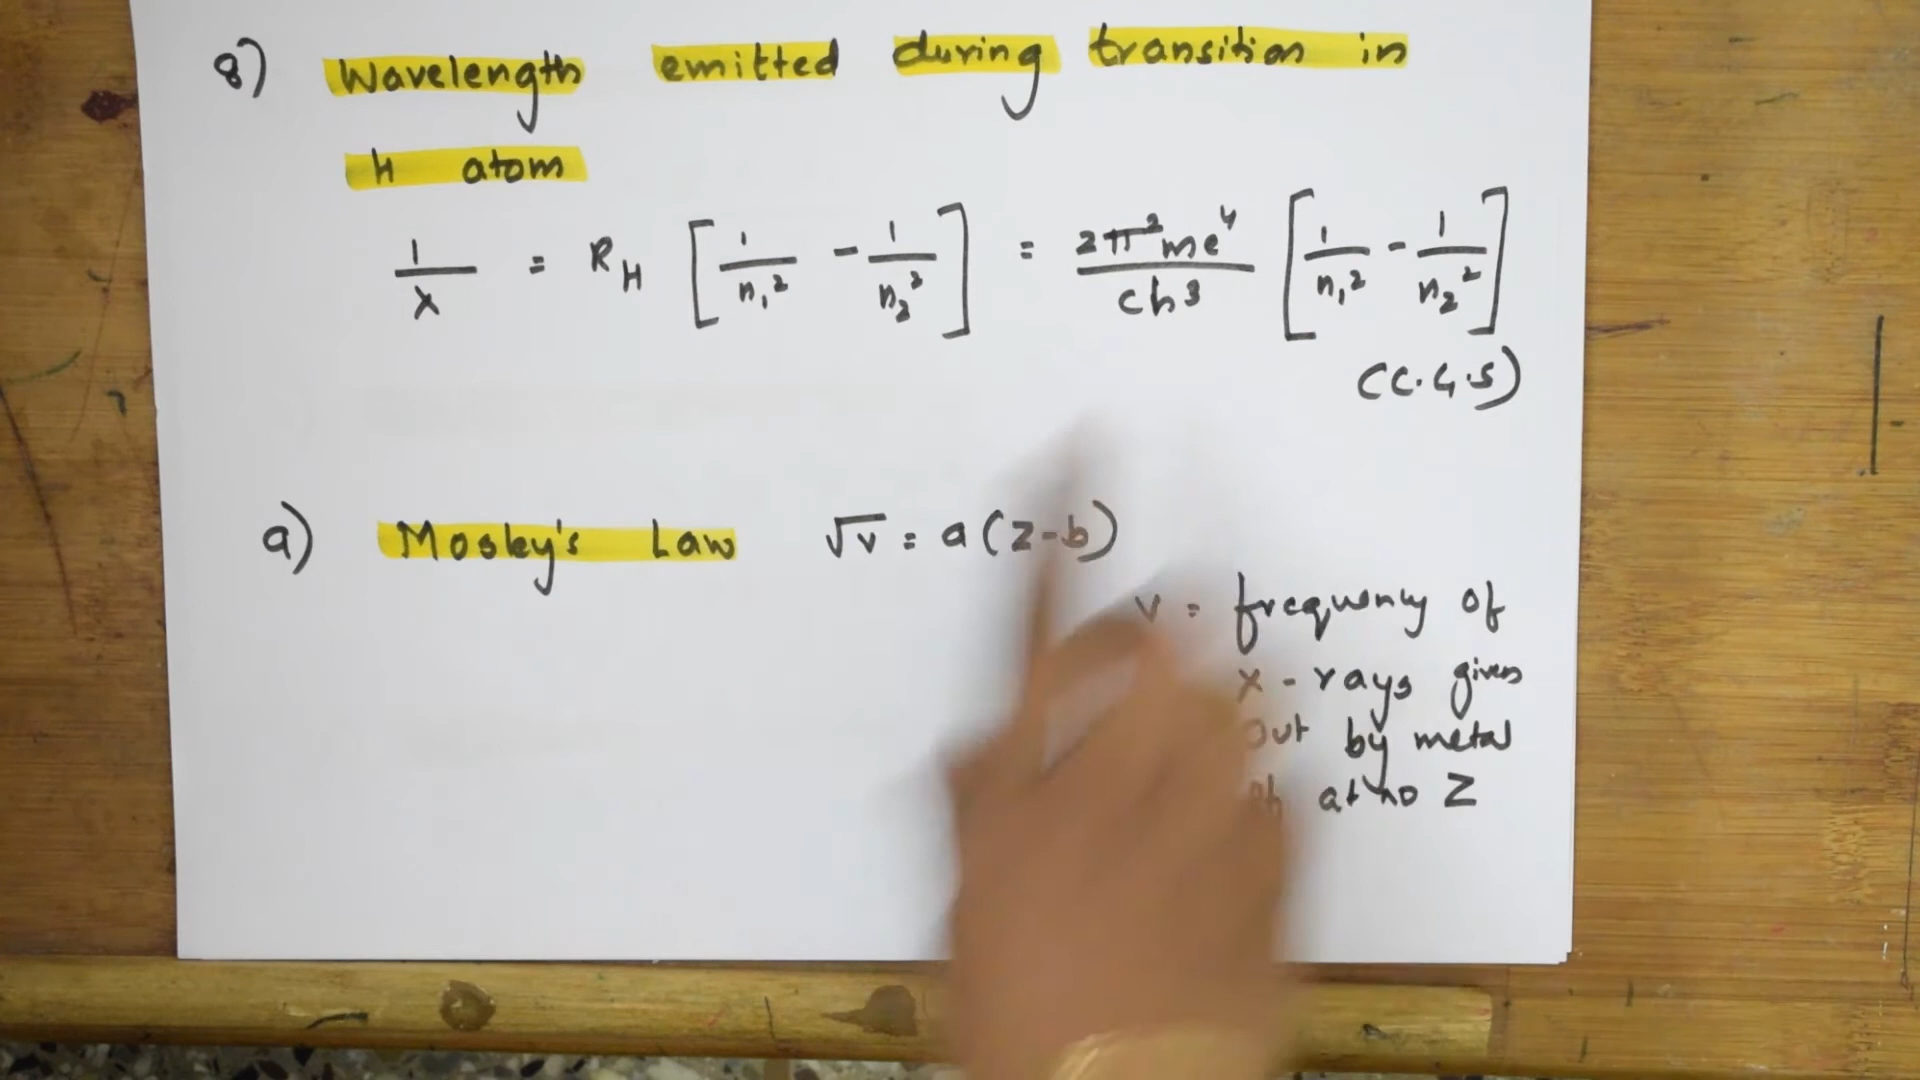 8) Wavelength emitted during transition in
H atom
1/λ = R_H [1/n₁² - 1/n₂²] = 2π²me⁴/ch³ [1/n₁² - 1/n₂²]
(C.G.S)
9) Mosley's Law √ν = a(Z-b)
ν = frequency of
x-rays given
out by metal
at no Z